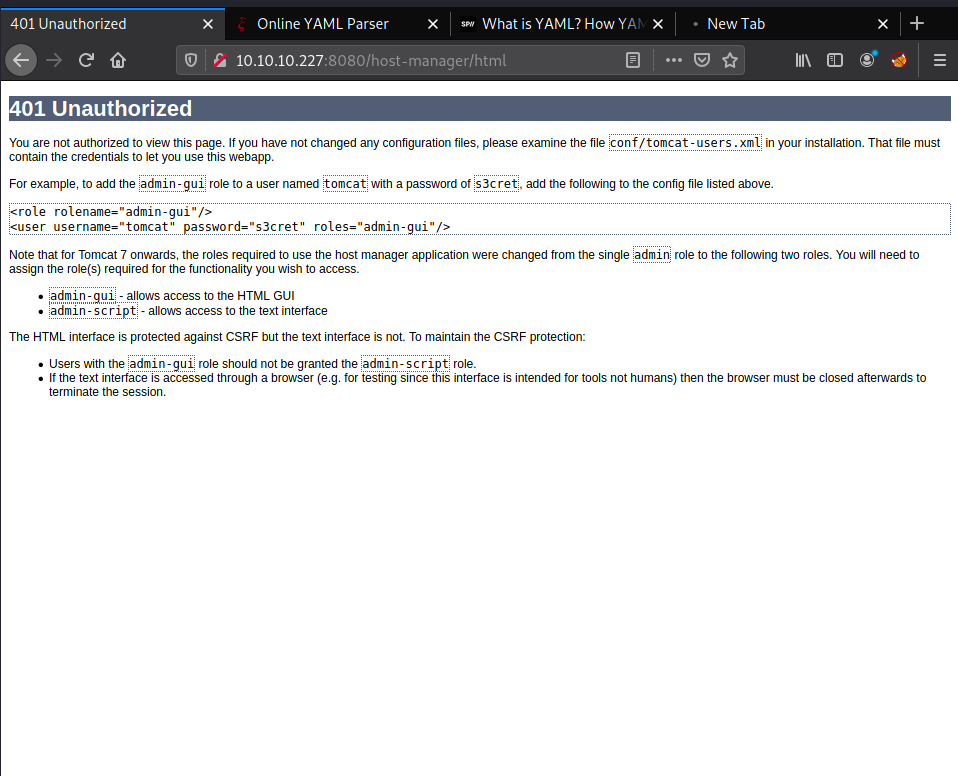 401 Unauthorized
Online YAML Parser
SPW What is YAML? How YAM
New Tab
10.10.10.227:8080/host-manager/html
401 Unauthorized
You are not authorized to view this page. If you have not changed any configuration files, please examine the file conf/tomcat-users.xml in your installation. That file must
contain the credentials to let you use this webapp.
For example, to add the admin-gui role to a user named tomcat with a password of s3cret, add the following to the config file listed above.
<role rolename="admin-gui"/>
<user username="tomcat" password="s3cret" roles="admin-gui"/>
Note that for Tomcat 7 onwards, the roles required to use the host manager application were changed from the single admin role to the following two roles. You will need to
assign the role(s) required for the functionality you wish to access.
• admin-gui - allows access to the HTML GUI
• admin-script - allows access to the text interface
The HTML interface is protected against CSRF but the text interface is not. To maintain the CSRF protection:
• Users with the admin-gui role should not be granted the admin-script role.
• If the text interface is accessed through a browser (e.g. for testing since this interface is intended for tools not humans) then the browser must be closed afterwards to
terminate the session.